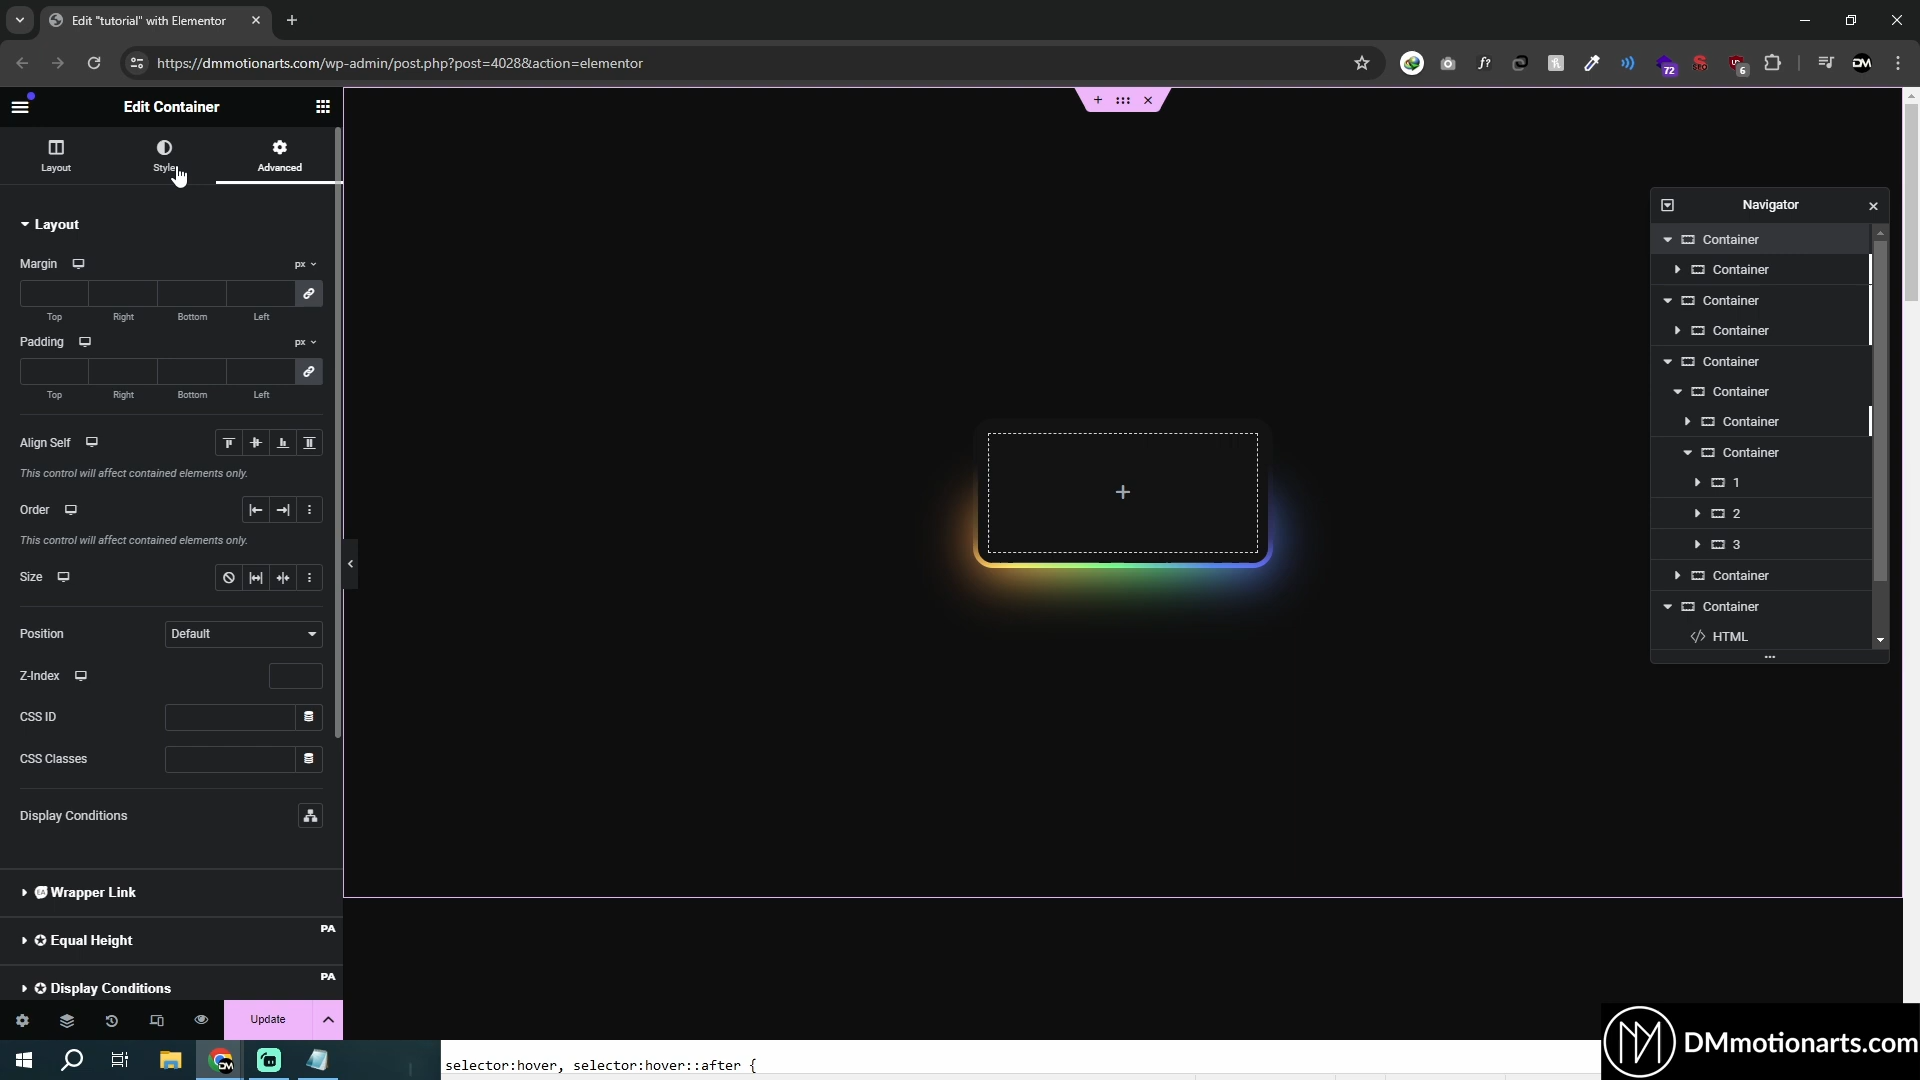 Edit "tutorial" with Elementor
https://dmmotionarts.com/wp-admin/post.php?post=4028&action=elementor
f?
72
SEO
6
DM
Edit Container
Layout
Style
Advanced
Layout
Margin
px
Top Right Bottom Left
Padding
px
Top Right Bottom Left
Align Self
This control will affect contained elements only.
Order
This control will affect contained elements only.
Size
Position
Default
Z-Index
CSS ID
CSS Classes
Display Conditions
Wrapper Link
PA
Equal Height
PA
Display Conditions
Update
Navigator
Container
Container
Container
Container
Container
Container
Container
Container
1
2
3
Container
Container
HTML
selector:hover, selector:hover::after {
DMmotionarts.com